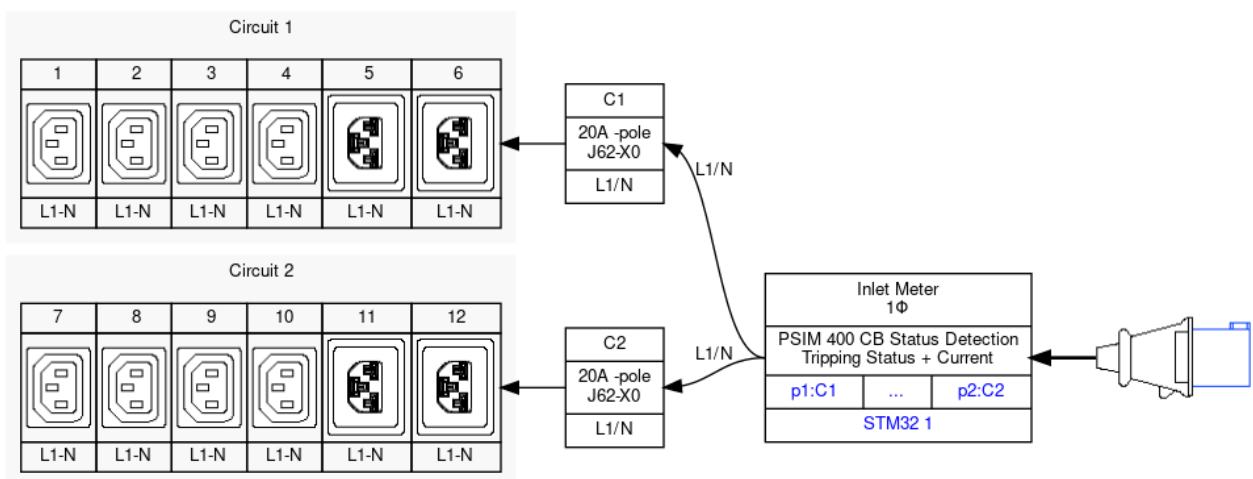 Circuit 1
1 2 3 4 5 6
L1-N L1-N L1-N L1-N L1-N L1-N
C1
20A -pole
J62-X0
L1/N
L1/N
Circuit 2
7 8 9 10 11 12
L1-N L1-N L1-N L1-N L1-N L1-N
C2
20A -pole
J62-X0
L1/N
L1/N
Inlet Meter
1Φ
PSIM 400 CB Status Detection
Tripping Status + Current
p1:C1 ... p2:C2
STM32 1